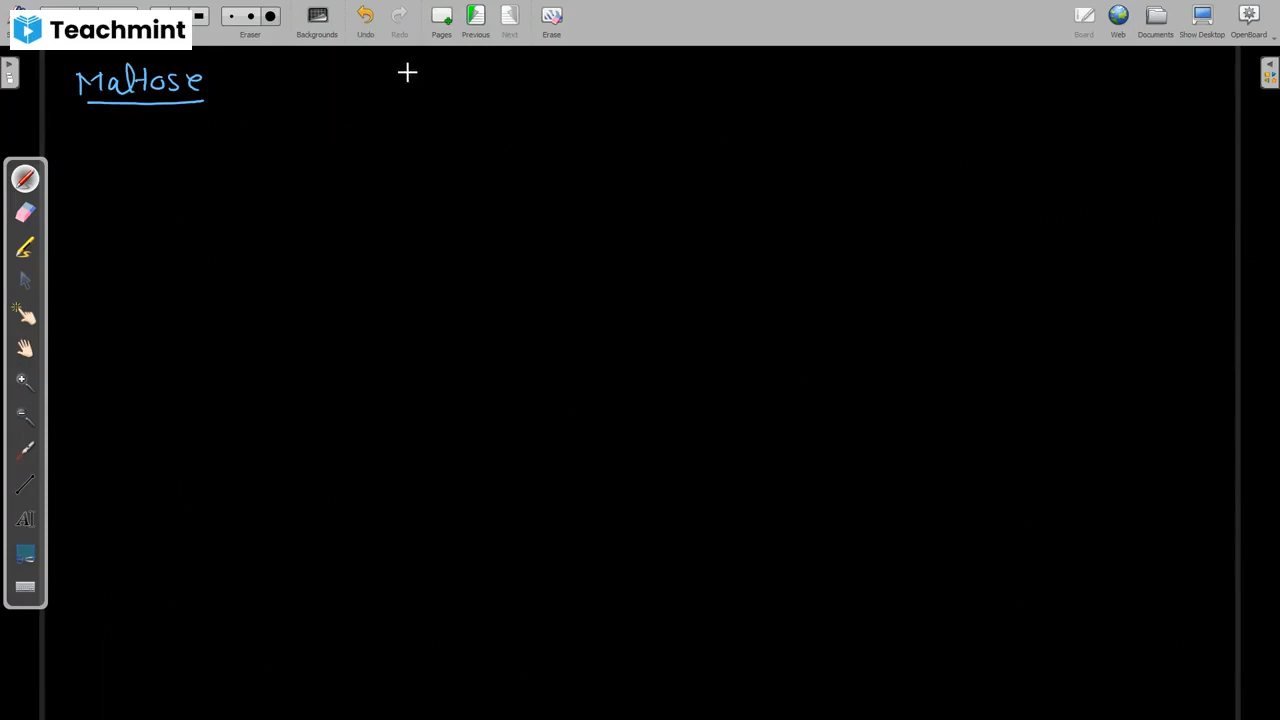 Teachmint
Eraser
Backgrounds
Undo
Redo
Pages
Previous
Next
Erase
Board
Web
Documents
Show Desktop
OpenBoard
Maltose